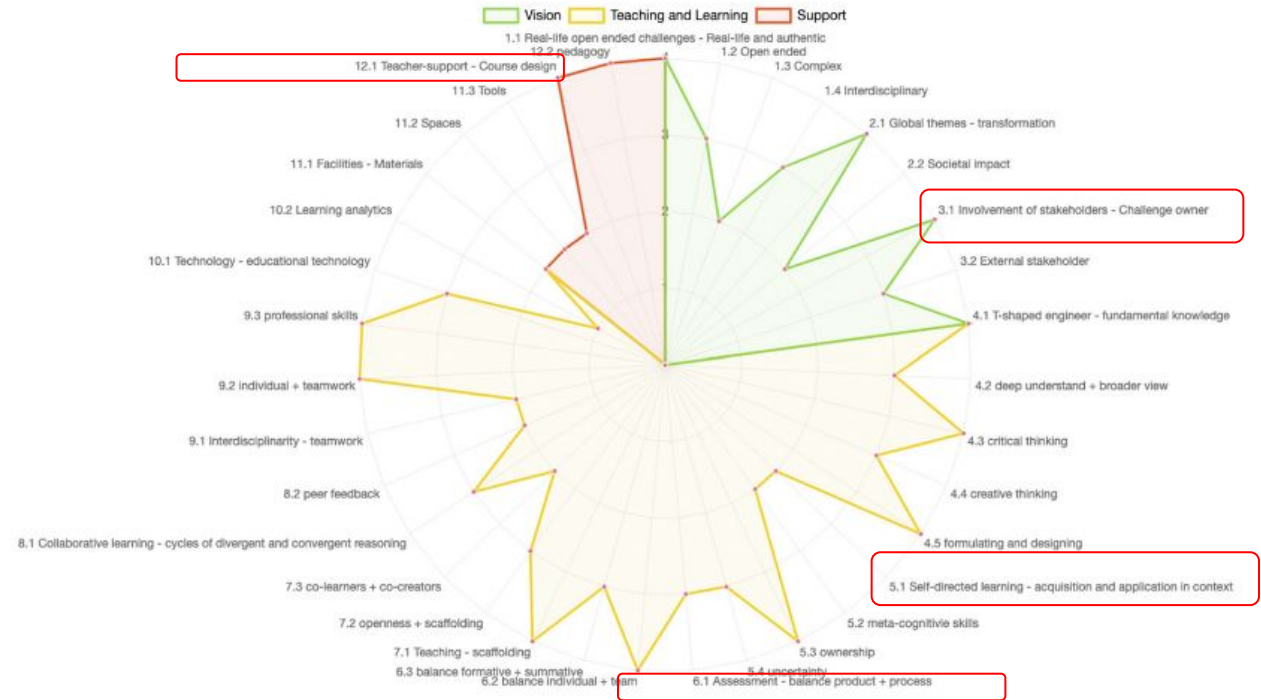 Vision
Teaching and Learning
Support
1.1 Real-life open ended challenges - Real-life and authentic
1.2 Open ended
1.3 Complex
1.4 Interdisciplinary
2.1 Global themes - transformation
2.2 Societal impact
3.1 Involvement of stakeholders - Challenge owner
3.2 External stakeholder
4.1 T-shaped engineer - fundamental knowledge
4.2 deep understand + broader view
4.3 critical thinking
4.4 creative thinking
4.5 formulating and designing
5.1 Self-directed learning - acquisition and application in context
5.2 meta-cognitivie skills
5.3 ownership
5.4 uncertainty
6.1 Assessment - balance product + process
6.2 balance individual + team
6.3 balance formative + summative
7.1 Teaching - scaffolding
7.2 openness + scaffolding
7.3 co-learners + co-creators
8.1 Collaborative learning - cycles of divergent and convergent reasoning
8.2 peer feedback
9.1 Interdisciplinarity - teamwork
9.2 individual + teamwork
9.3 professional skills
10.1 Technology - educational technology
10.2 Learning analytics
11.1 Facilities - Materials
11.2 Spaces
11.3 Tools
12.1 Teacher-support - Course design
12.2 pedagogy
4
3
2
1